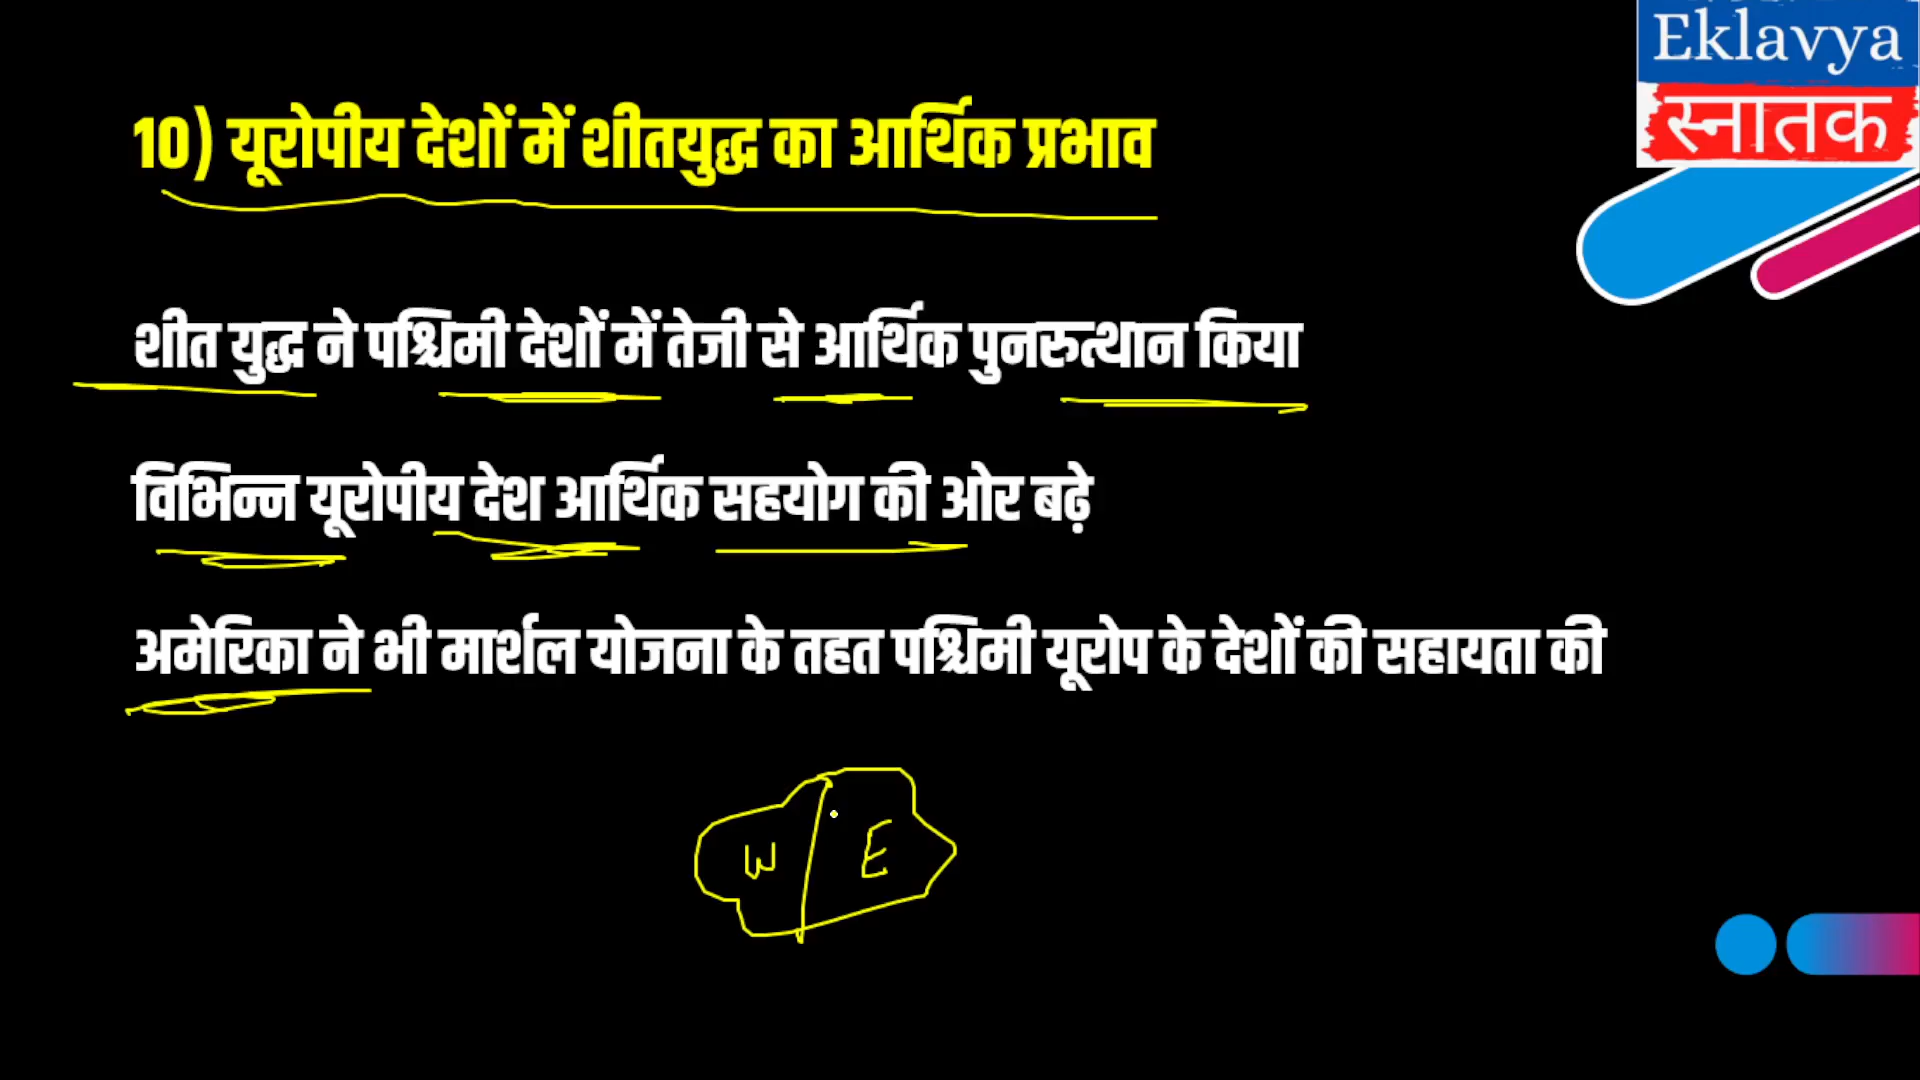 Eklavya
स्नातक
10) यूरोपीय देशों में शीतयुद्ध का आर्थिक प्रभाव
शीत युद्ध ने पश्चिमी देशों में तेजी से आर्थिक पुनरुत्थान किया
विभिन्न यूरोपीय देश आर्थिक सहयोग की ओर बढ़े
अमेरिका ने भी मार्शल योजना के तहत पश्चिमी यूरोप के देशों की सहायता की
W E